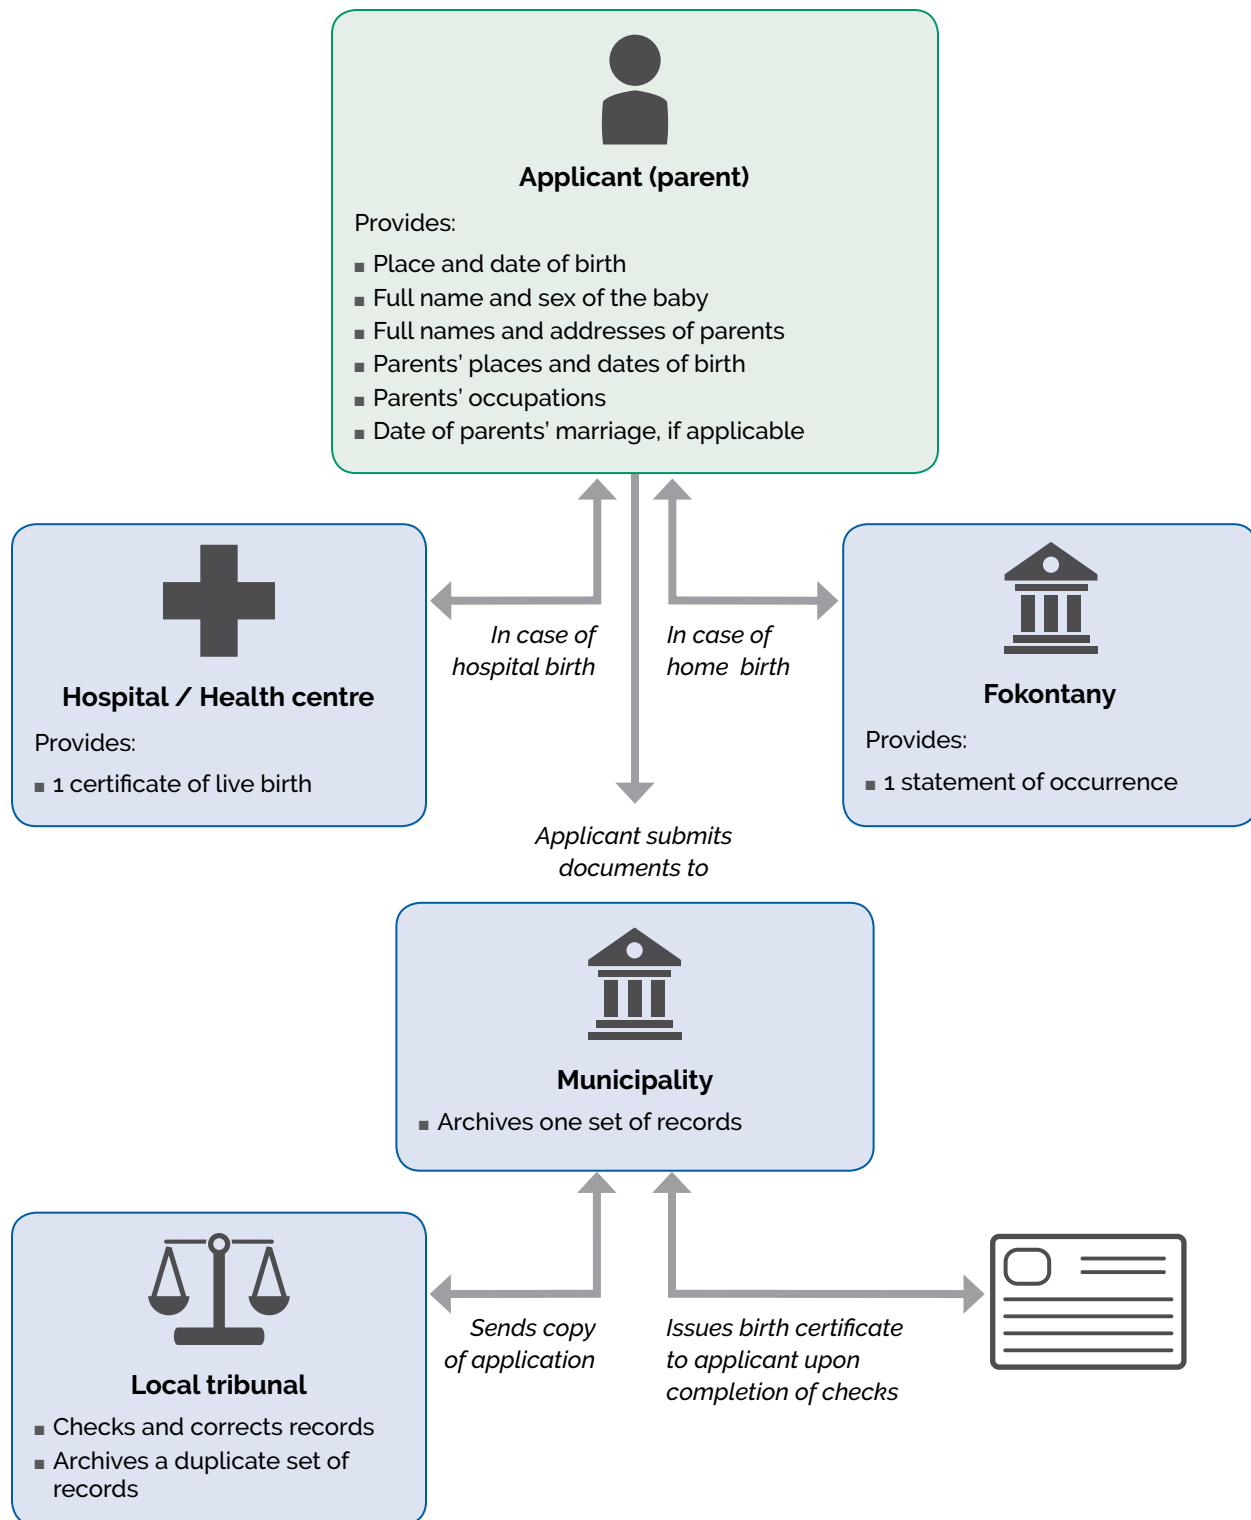 Applicant (parent)
Provides:
▪ Place and date of birth
▪ Full name and sex of the baby
▪ Full names and addresses of parents
▪ Parents’ places and dates of birth
▪ Parents’ occupations
▪ Date of parents’ marriage, if applicable
In case of
hospital birth
In case of
home birth
Hospital / Health centre
Provides:
▪ 1 certificate of live birth
Fokontany
Provides:
▪ 1 statement of occurrence
Applicant submits
documents to
Municipality
▪ Archives one set of records
Sends copy
of application
Issues birth certificate
to applicant upon
completion of checks
Local tribunal
▪ Checks and corrects records
▪ Archives a duplicate set of
records